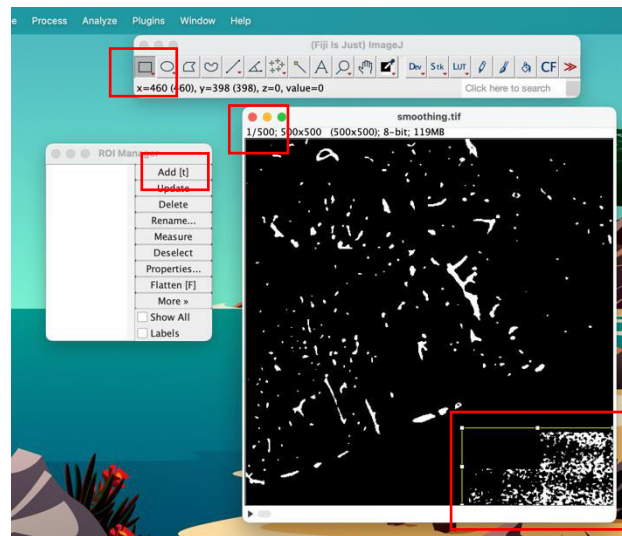 e Process Analyze Plugins Window Help
(Fiji Is Just) ImageJ
Dev Stk LUT CF
x=460 (460), y=398 (398), z=0, value=0
Click here to search
smoothing.tif
1/500; 500x500 (500x500); 8-bit; 119MB
ROI Manager
Add [t]
Update
Delete
Rename...
Measure
Deselect
Properties...
Flatten [F]
More »
Show All
Labels